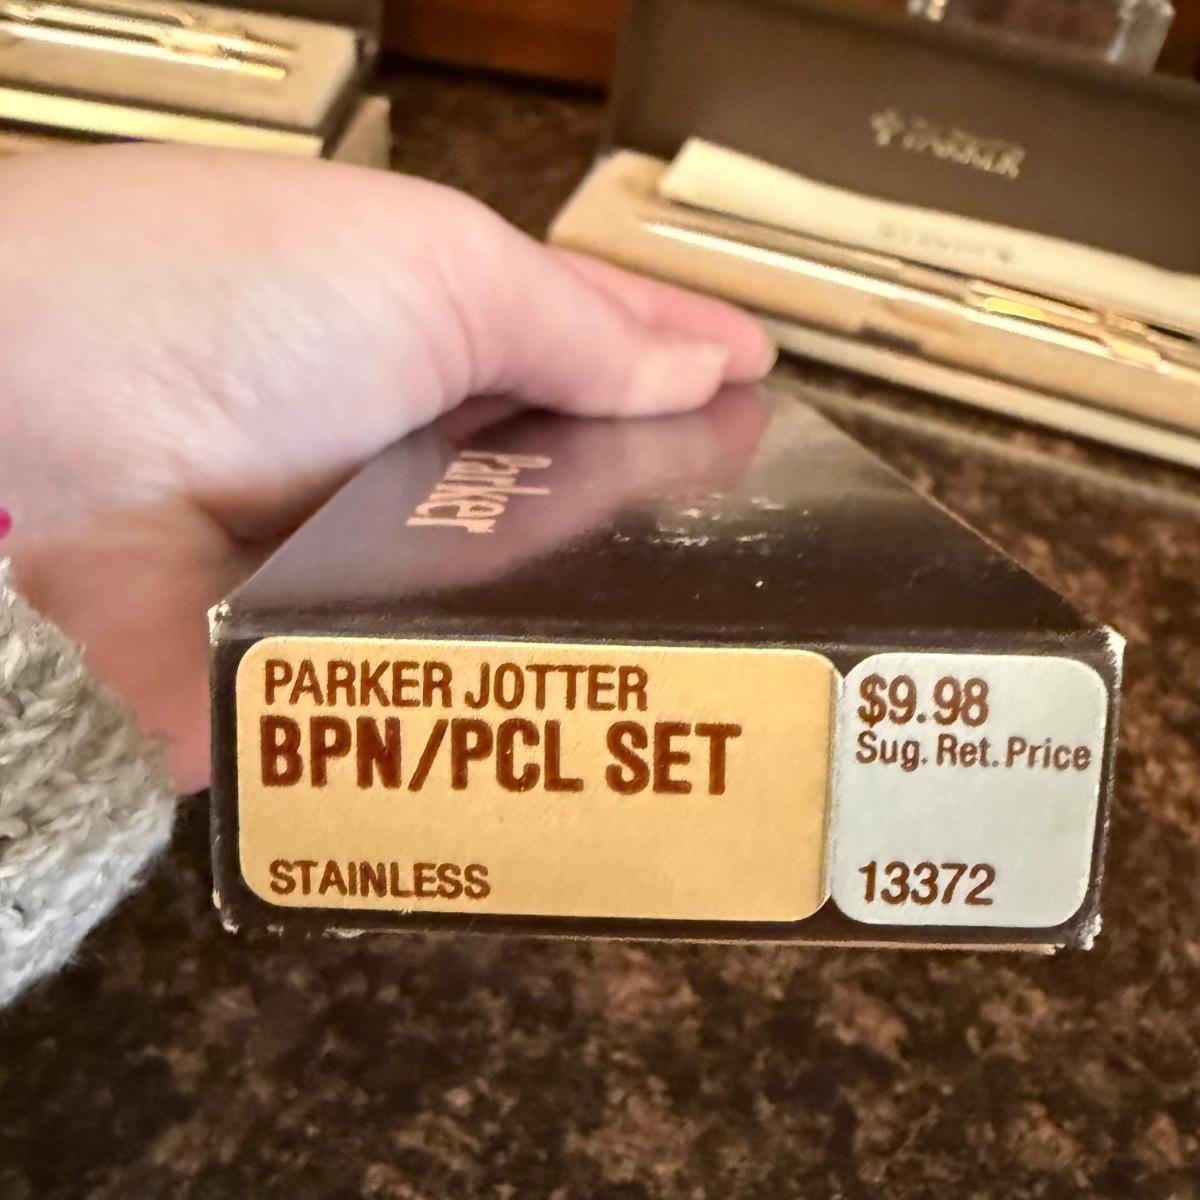 PARKER
Parker
PARKER JOTTER
BPN/PCL SET
STAINLESS
$9.98
Sug. Ret. Price
13372